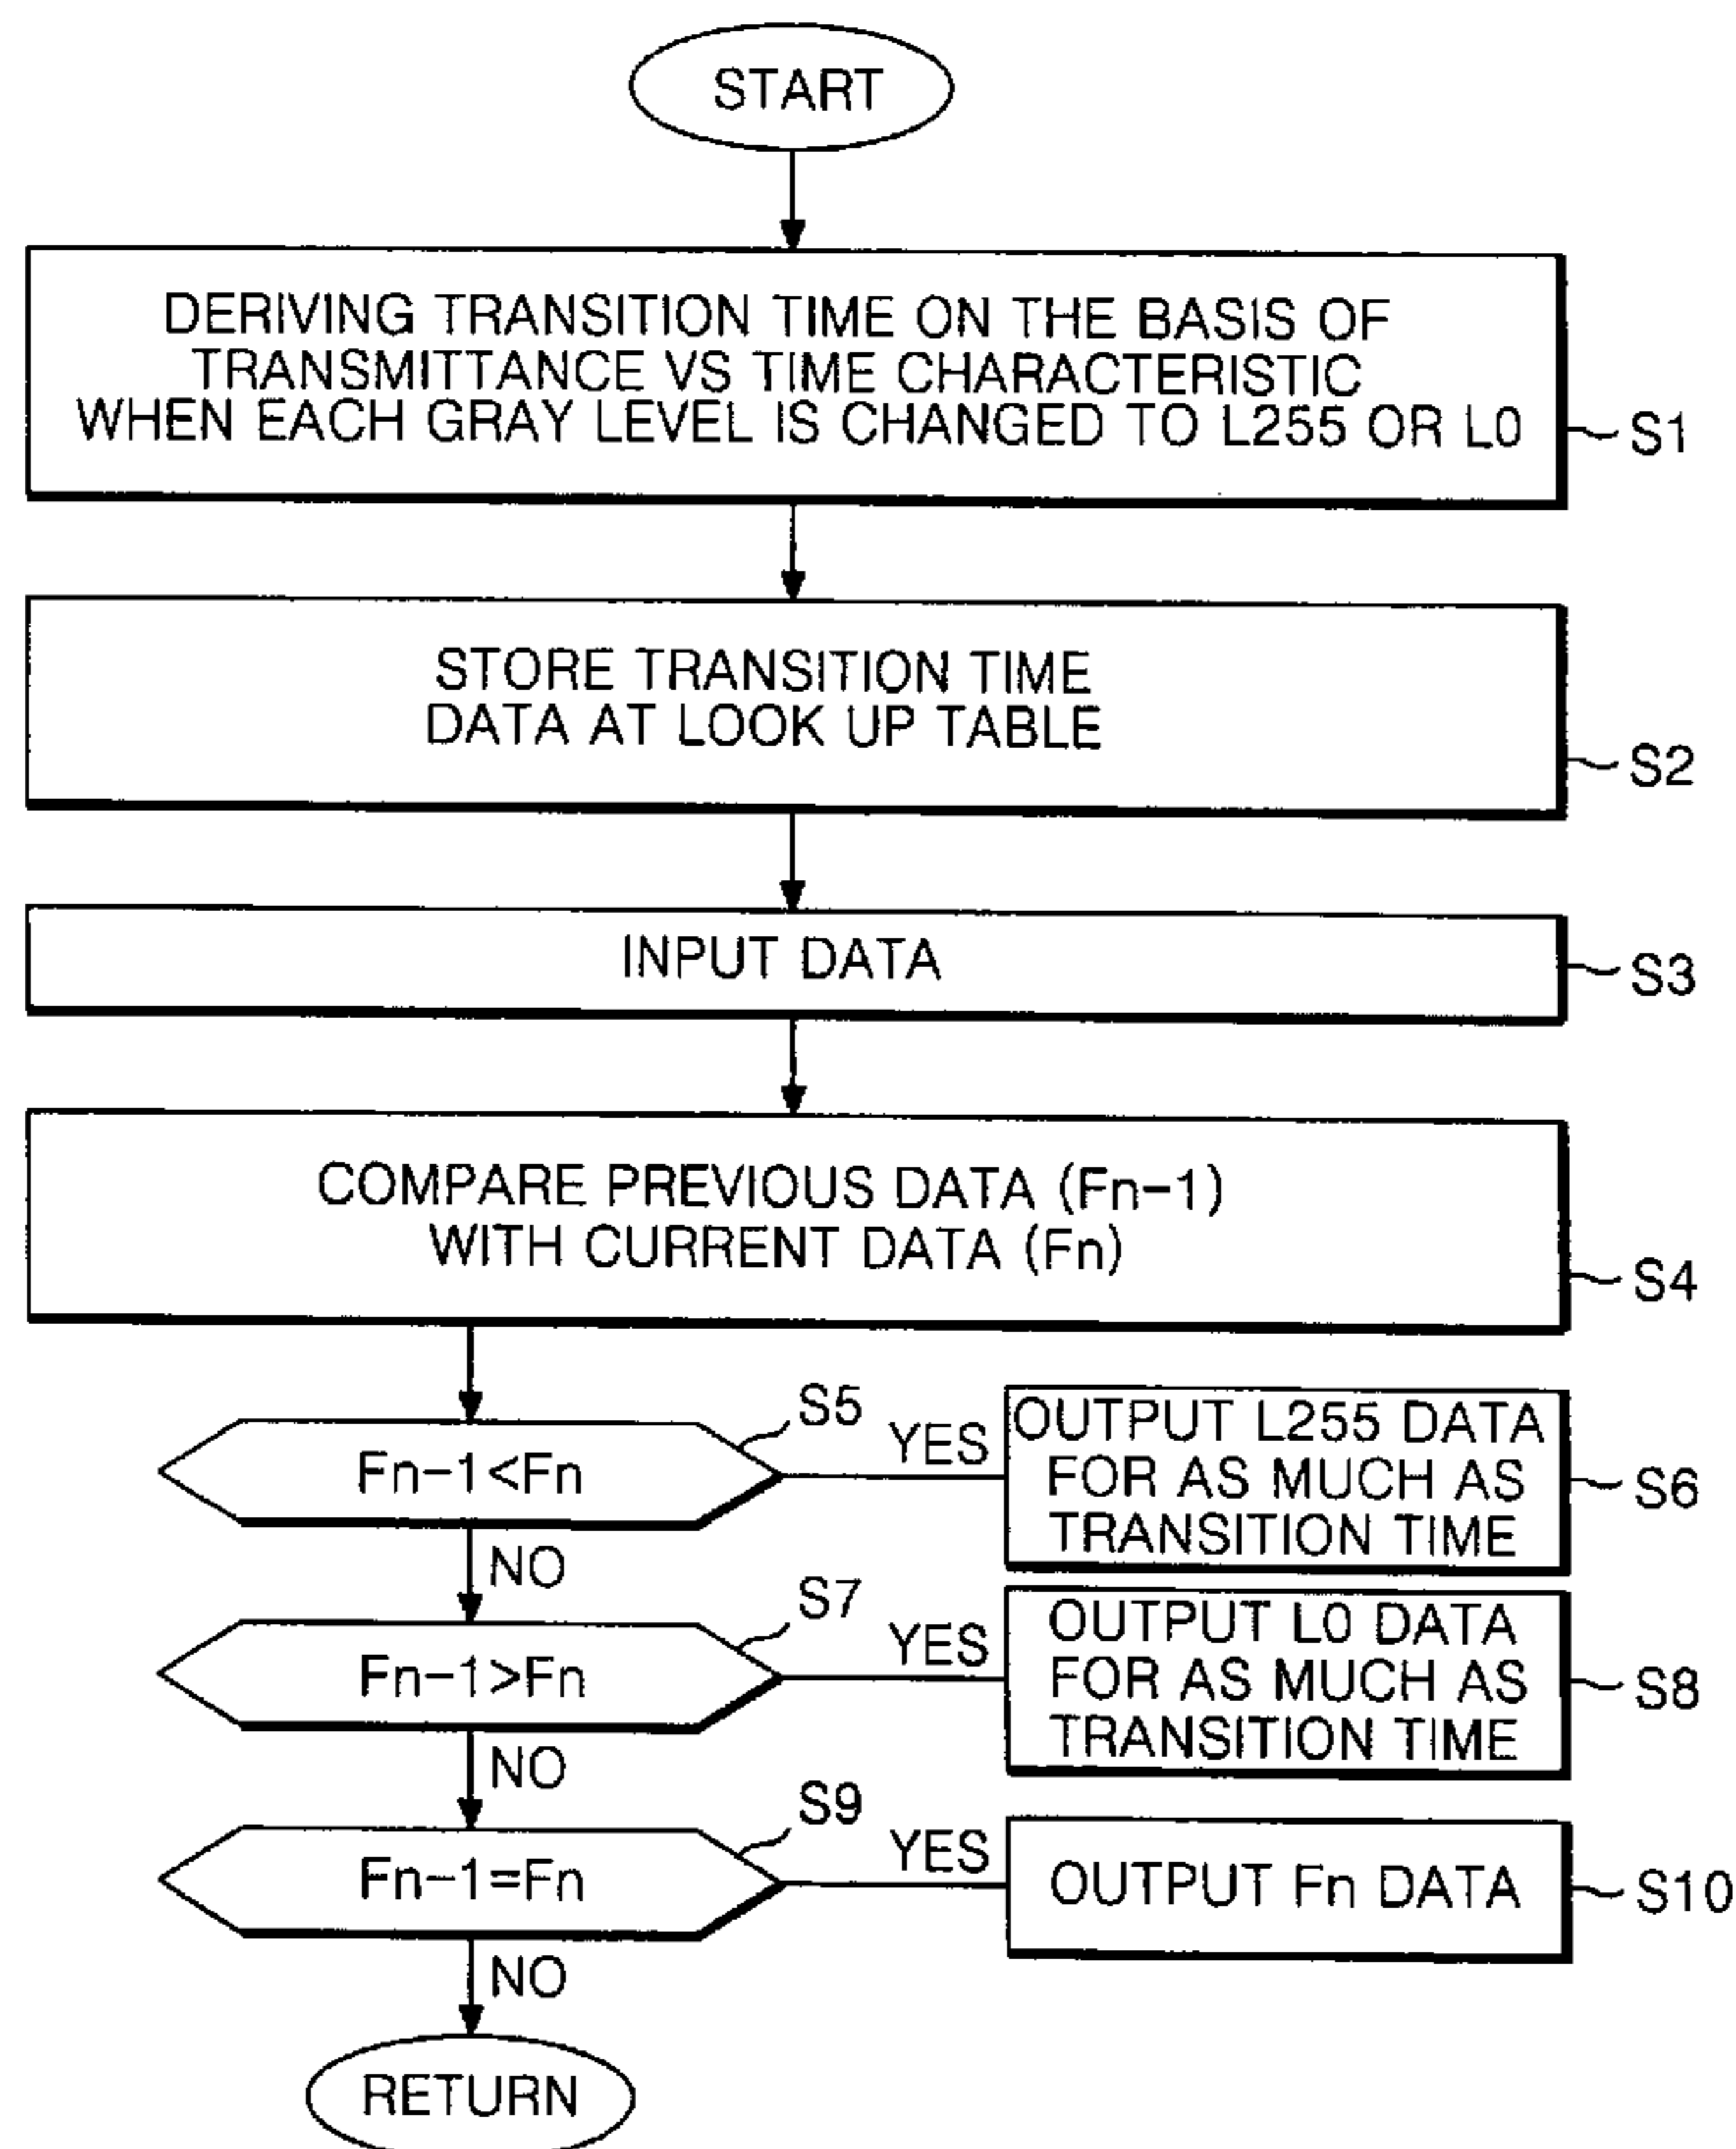 START
DERIVING TRANSITION TIME ON THE BASIS OF
TRANSMITTANCE VS TIME CHARACTERISTIC
WHEN EACH GRAY LEVEL IS CHANGED TO L255 OR L0
S1
STORE TRANSITION TIME
DATA AT LOOK UP TABLE
S2
INPUT DATA
S3
COMPARE PREVIOUS DATA (Fn-1)
WITH CURRENT DATA (Fn)
S4
Fn-1<Fn
S5
YES
OUTPUT L255 DATA
FOR AS MUCH AS
TRANSITION TIME
S6
NO
Fn-1>Fn
S7
YES
OUTPUT L0 DATA
FOR AS MUCH AS
TRANSITION TIME
S8
NO
Fn-1=Fn
S9
YES
OUTPUT Fn DATA
S10
NO
RETURN